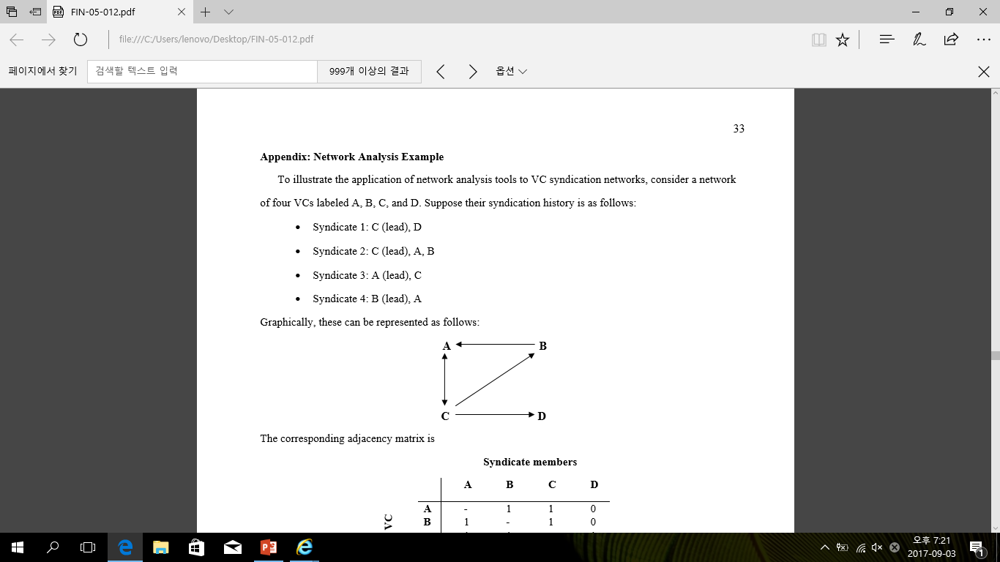 FIN-05-012.pdf
file:///C:/Users/lenovo/Desktop/FIN-05-012.pdf
페이지에서 찾기 검색할 텍스트 입력 999개 이상의 결과 옵션
33
Appendix: Network Analysis Example
To illustrate the application of network analysis tools to VC syndication networks, consider a network
of four VCs labeled A, B, C, and D. Suppose their syndication history is as follows:
• Syndicate 1: C (lead), D
• Syndicate 2: C (lead), A, B
• Syndicate 3: A (lead), C
• Syndicate 4: B (lead), A
Graphically, these can be represented as follows:
A B
C D
The corresponding adjacency matrix is
Syndicate members
A B C D
A - 1 1 0
B 1 - 1 0
VC
오후 7:21
2017-09-03
1